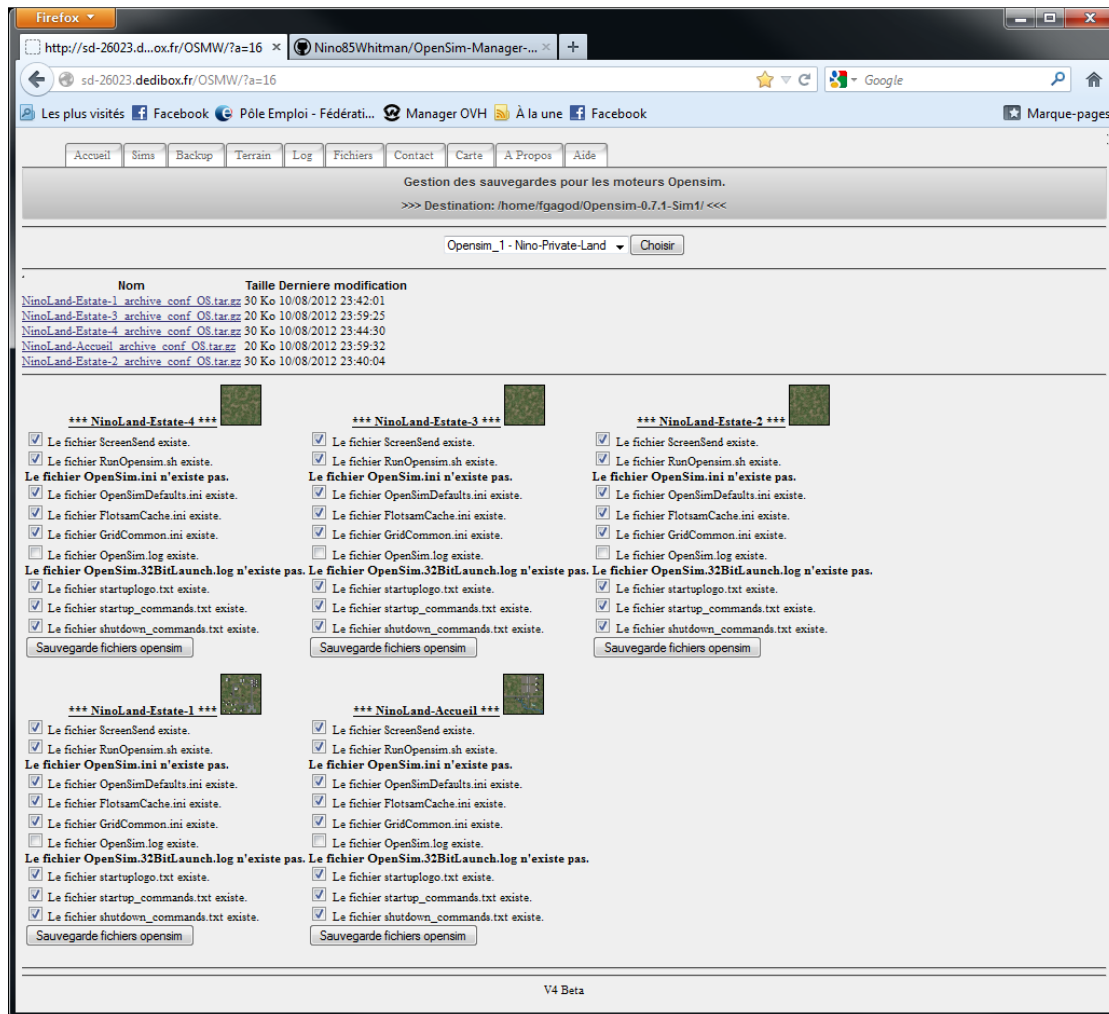 Firefox
http://sd-26023.d...ox.fr/OSMW/?a=16 × Nino85Whitman/OpenSim-Manager-... × +
sd-26023.dedibox.fr/OSMW/?a=16 Google
Les plus visités Facebook Pôle Emploi - Fédérati... Manager OVH À la une Facebook Marque-pages
Accueil Sims Backup Terrain Log Fichiers Contact Carte A Propos Aide
Gestion des sauvegardes pour les moteurs Opensim.
>>> Destination: /home/fgagod/Opensim-0.7.1-Sim1/ <<<
Opensim_1 - Nino-Private-Land Choisir
Nom Taille Derniere modification
NinoLand-Estate-1_archive_conf_OS.tar.gz 30 Ko 10/08/2012 23:42:01
NinoLand-Estate-3_archive_conf_OS.tar.gz 20 Ko 10/08/2012 23:59:25
NinoLand-Estate-4_archive_conf_OS.tar.gz 30 Ko 10/08/2012 23:44:30
NinoLand-Accueil_archive_conf_OS.tar.gz 20 Ko 10/08/2012 23:59:32
NinoLand-Estate-2_archive_conf_OS.tar.gz 30 Ko 10/08/2012 23:40:04
*** NinoLand-Estate-4 *** *** NinoLand-Estate-3 *** *** NinoLand-Estate-2 ***
Le fichier ScreenSend existe. Le fichier ScreenSend existe. Le fichier ScreenSend existe.
Le fichier RunOpensim.sh existe. Le fichier RunOpensim.sh existe. Le fichier RunOpensim.sh existe.
Le fichier OpenSim.ini n'existe pas. Le fichier OpenSim.ini n'existe pas. Le fichier OpenSim.ini n'existe pas.
Le fichier OpenSimDefaults.ini existe. Le fichier OpenSimDefaults.ini existe. Le fichier OpenSimDefaults.ini existe.
Le fichier FlotsamCache.ini existe. Le fichier FlotsamCache.ini existe. Le fichier FlotsamCache.ini existe.
Le fichier GridCommon.ini existe. Le fichier GridCommon.ini existe. Le fichier GridCommon.ini existe.
Le fichier OpenSim.log existe. Le fichier OpenSim.log existe. Le fichier OpenSim.log existe.
Le fichier OpenSim.32BitLaunch.log n'existe pas. Le fichier OpenSim.32BitLaunch.log n'existe pas. Le fichier OpenSim.32BitLaunch.log n'existe pas.
Le fichier startuplogo.txt existe. Le fichier startuplogo.txt existe. Le fichier startuplogo.txt existe.
Le fichier startup_commands.txt existe. Le fichier startup_commands.txt existe. Le fichier startup_commands.txt existe.
Le fichier shutdown_commands.txt existe. Le fichier shutdown_commands.txt existe. Le fichier shutdown_commands.txt existe.
Sauvegarde fichiers opensim Sauvegarde fichiers opensim Sauvegarde fichiers opensim
*** NinoLand-Estate-1 *** *** NinoLand-Accueil ***
Le fichier ScreenSend existe. Le fichier ScreenSend existe.
Le fichier RunOpensim.sh existe. Le fichier RunOpensim.sh existe.
Le fichier OpenSim.ini n'existe pas. Le fichier OpenSim.ini n'existe pas.
Le fichier OpenSimDefaults.ini existe. Le fichier OpenSimDefaults.ini existe.
Le fichier FlotsamCache.ini existe. Le fichier FlotsamCache.ini existe.
Le fichier GridCommon.ini existe. Le fichier GridCommon.ini existe.
Le fichier OpenSim.log existe. Le fichier OpenSim.log existe.
Le fichier OpenSim.32BitLaunch.log n'existe pas. Le fichier OpenSim.32BitLaunch.log n'existe pas.
Le fichier startuplogo.txt existe. Le fichier startuplogo.txt existe.
Le fichier startup_commands.txt existe. Le fichier startup_commands.txt existe.
Le fichier shutdown_commands.txt existe. Le fichier shutdown_commands.txt existe.
Sauvegarde fichiers opensim Sauvegarde fichiers opensim
V4 Beta